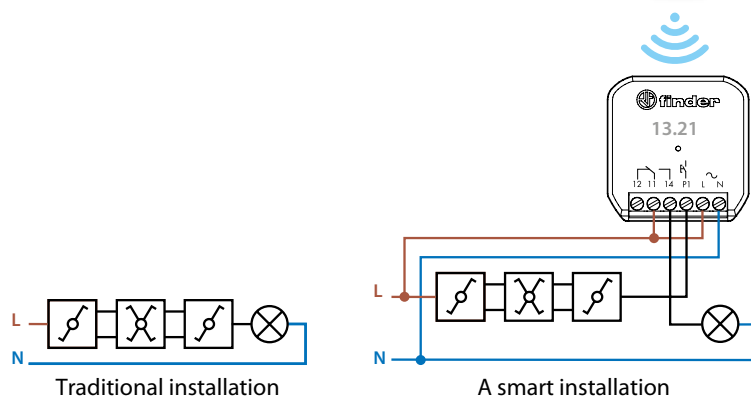 finder
13.21
12 11 14 P1 L N
L
N
Traditional installation
L
N
A smart installation